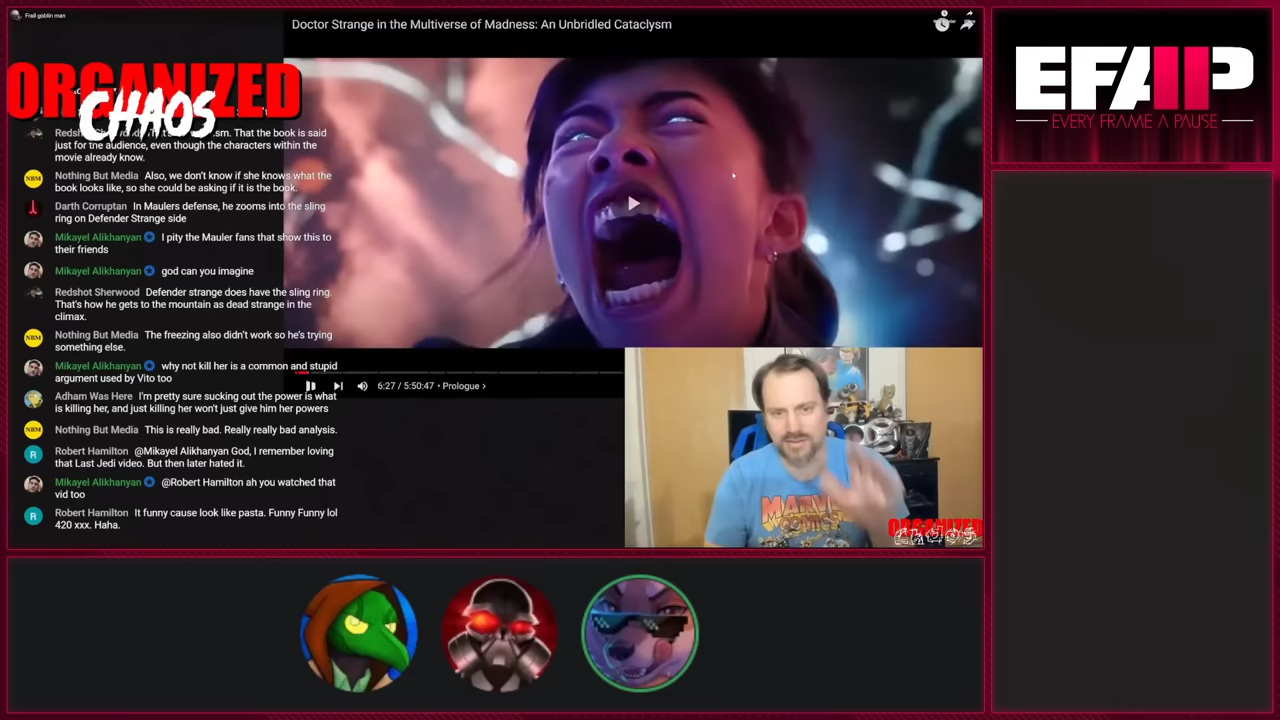 Frail goblin man
Doctor Strange in the Multiverse of Madness: An Unbridled Cataclysm
ORGANIZED
CHAOS
EFAP
EVERY FRAME A PAUSE
That the book is said
just for the audience, even though the characters within the
movie already know.
Nothing But Media Also, we don't know if she knows what the
book looks like, so she could be asking if it is the book.
Darth Corruptan In Maulers defense, he zooms into the sling
ring on Defender Strange side
Mikayel Alikhanyan I pity the Mauler fans that show this to
their friends
Mikayel Alikhanyan god can you imagine
Redshot Sherwood Defender strange does have the sling ring.
That's how he gets to the mountain as dead strange in the
climax.
Nothing But Media The freezing also didn't work so he's trying
something else.
Mikayel Alikhanyan why not kill her is a common and stupid
argument used by Vito too
Adham Was Here I'm pretty sure sucking out the power is what
is killing her, and just killing her won't just give him her powers
Nothing But Media This is really bad. Really really bad analysis.
Robert Hamilton @Mikayel Alikhanyan God, I remember loving
that Last Jedi video. But then later hated it.
Mikayel Alikhanyan @Robert Hamilton ah you watched that
vid too
Robert Hamilton It funny cause look like pasta. Funny Funny lol
420 xxx. Haha.
NBM
NBM
NBM
R
R
6:27 / 5:50:47 • Prologue >
MARVEL
COMICS
ORGANIZED